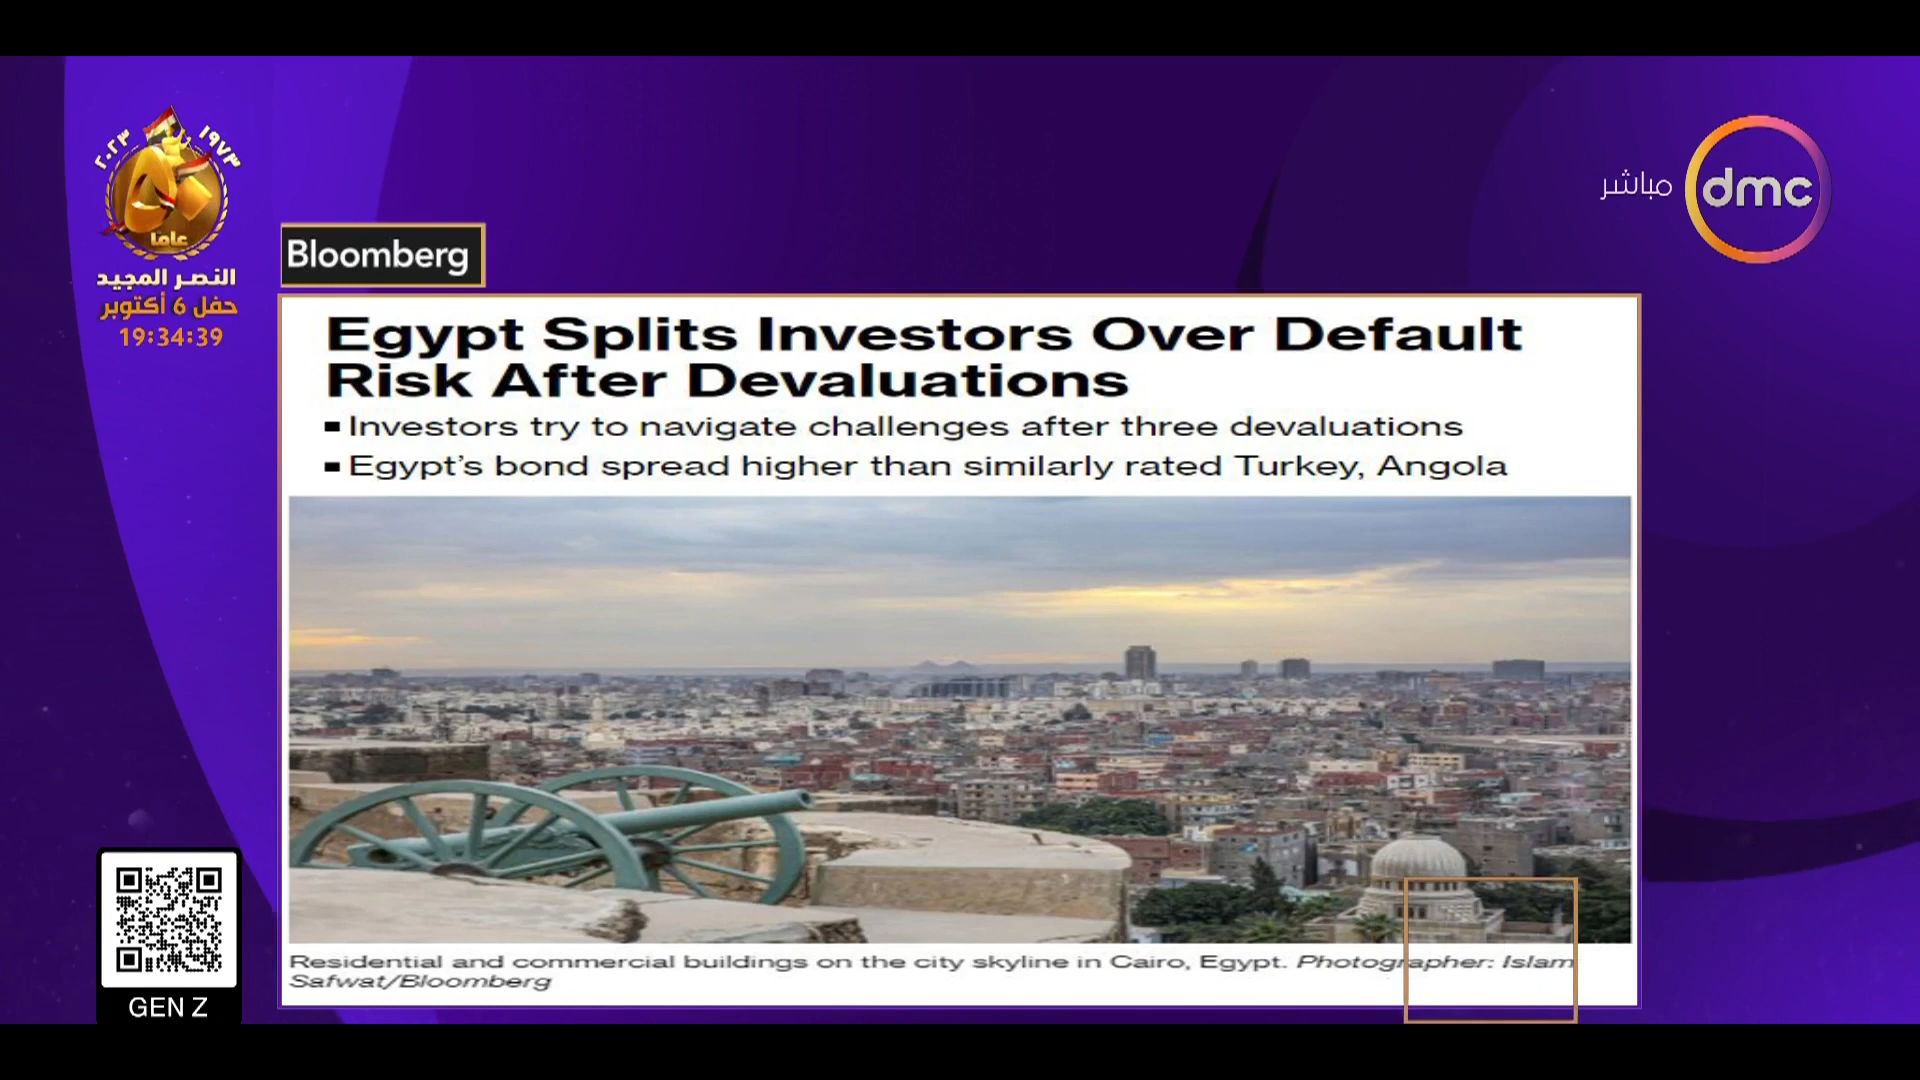 ٢٠٢٣ ١٩٧٣
٥٠
عاما
النصر المجيد
حفل 6 أكتوبر
19:34:39
مباشر
dmc
Bloomberg
Egypt Splits Investors Over Default
Risk After Devaluations
▪ Investors try to navigate challenges after three devaluations
▪ Egypt’s bond spread higher than similarly rated Turkey, Angola
Residential and commercial buildings on the city skyline in Cairo, Egypt. Photographer: Islam
Safwat/Bloomberg
GEN Z